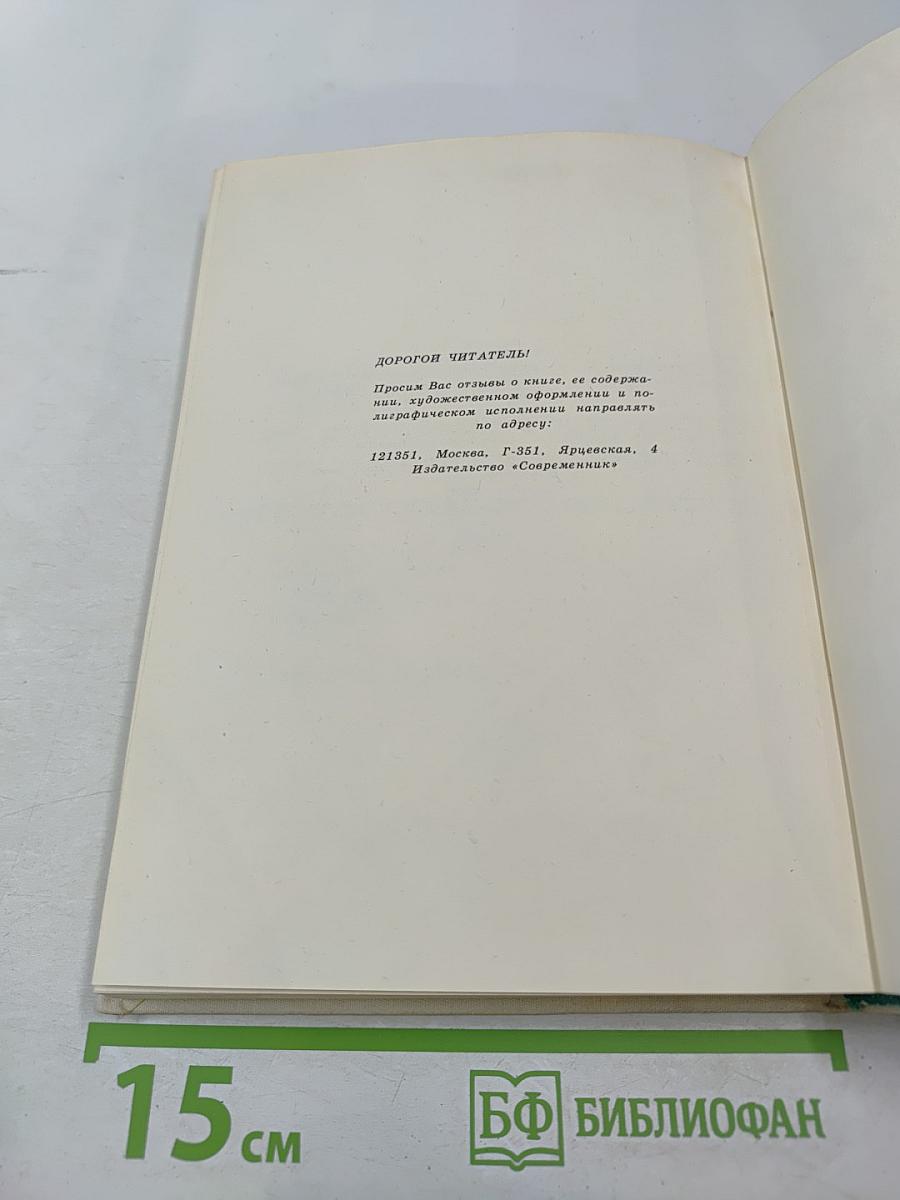 ДОРОГОЙ ЧИТАТЕЛЬ!
Просим Вас отзывы о книге, ее содержа-
нии, художественном оформлении и по-
лиграфическом исполнении направлять
по адресу:
121351, Москва, Г-351, Ярцевская, 4
Издательство «Современник»
15 см
БФ БИБЛИОФАН